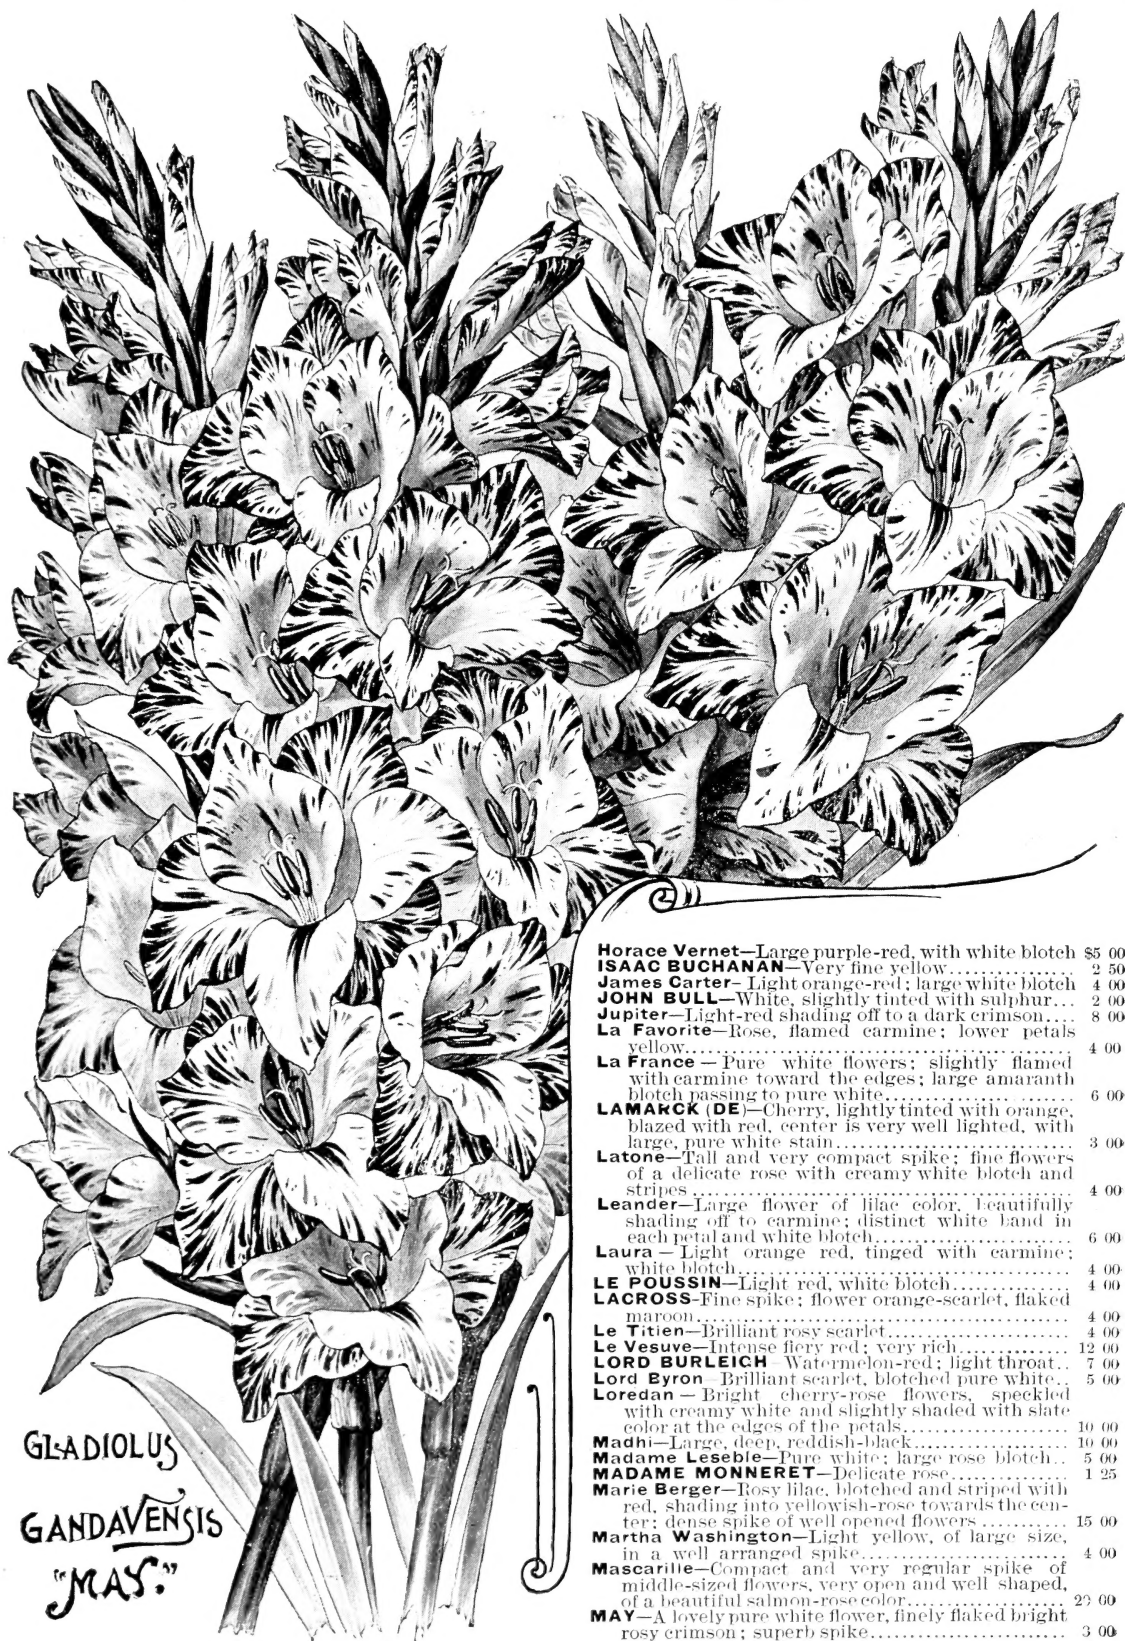 Horace Vernet—Large purple-red, with white blotch $5 00
ISAAC BUCHANAN—Very fine yellow................ 2 50
James Carter—Light orange-red; large white blotch 4 00
JOHN BULL—White, slightly tinted with sulphur... 2 00
Jupiter—Light-red shading off to a dark crimson.... 8 00
La Favorite—Rose, flamed carmine; lower petals
yellow.................................................. 4 00
La France—Pure white flowers; slightly flamed
with carmine toward the edges; large amaranth
blotch passing to pure white........................ 6 00
LAMARCK (DE)—Cherry, lightly tinted with orange,
blazed with red, center is very well lighted, with
large, pure white stain.............................. 3 00
Latone—Tall and very compact spike; fine flowers
of a delicate rose with creamy white blotch and
stripes................................................. 4 00
Leander—Large flower of lilac color, beautifully
shading off to carmine; distinct white band in
each petal and white blotch......................... 6 00
Laura—Light orange red, tinged with carmine;
white blotch........................................... 4 00
LE POUSSIN—Light red, white blotch............... 4 00
LACROSS-Fine spike; flower orange-scarlet, flaked
maroon................................................ 4 00
Le Titien—Brilliant rosy scarlet....................... 4 00
Le Vesuve—Intense fiery red; very rich.............. 12 00
LORD BURLEIGH—Watermelon-red; light throat.. 7 00
Lord Byron—Brilliant scarlet, blotched pure white.. 5 00
Loredan—Bright cherry-rose flowers, speckled
with creamy white and slightly shaded with slate
color at the edges of the petals..................... 10 00
Madhi—Large, deep, reddish-black................... 10 00
Madame Leseble—Pure white; large rose blotch.. 5 00
MADAME MONNERET—Delicate rose............... 1 25
Marie Berger—Rosy lilac, blotched and striped with
red, shading into yellowish-rose towards the cen-
ter; dense spike of well opened flowers........... 15 00
Martha Washington—Light yellow, of large size,
in a well arranged spike.......................... 4 00
Mascarille—Compact and very regular spike of
middle-sized flowers, very open and well shaped,
of a beautiful salmon-rose color..................... 00
MAY—A lovely pure white flower, finely flaked bright
rosy crimson; superb spike......................... 3 00
GLADIOLUS
GANDAVENSIS
"MAY."